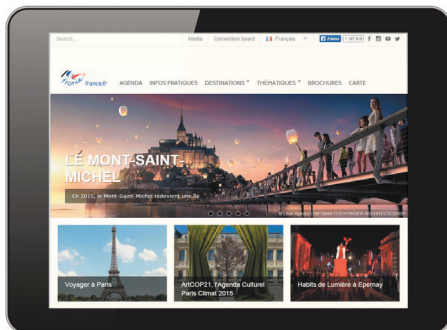 Search...
Media Convention board Français J'aime
france.fr AGENDA INFOS PRATIQUES DESTINATIONS THÉMATIQUES BROCHURES CARTE
LE MONT-SAINT-
MICHEL
En 2015, le Mont-Saint-Michel redevient une île
Voyager à Paris
ArtCOP21, l'Agenda Culturel
Paris Climat 2015
Habits de Lumière à Epernay